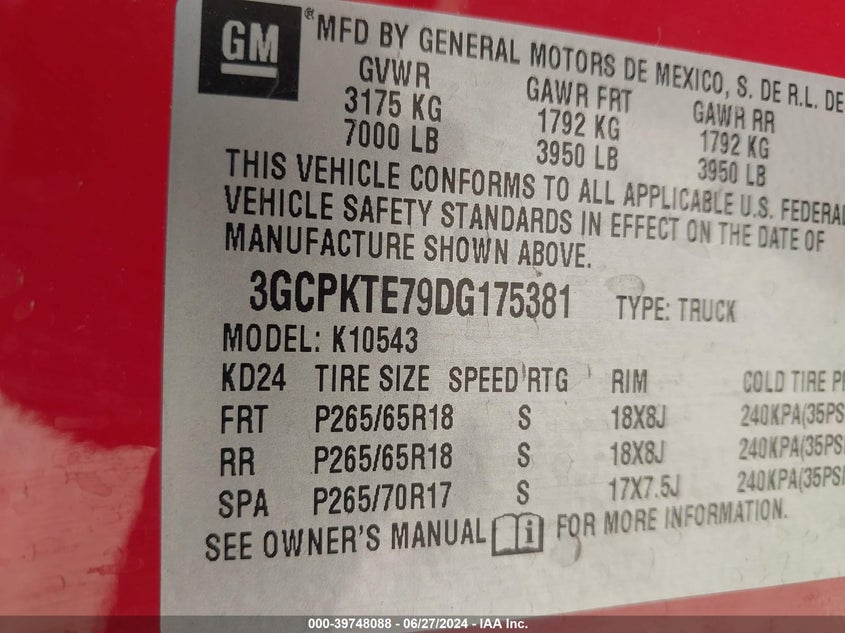 GM
® MFD BY GENERAL MOTORS DE MEXICO, S. DE R.L. DE
GVWR GAWR FRT GAWR RR
3175 KG 1792 KG 1792 KG
7000 LB 3950 LB 3950 LB
THIS VEHICLE CONFORMS TO ALL APPLICABLE U.S. FEDERAL
VEHICLE SAFETY STANDARDS IN EFFECT ON THE DATE OF
MANUFACTURE SHOWN ABOVE.
3GCPKTE79DG175381 TYPE: TRUCK
MODEL: K10543
KD24 TIRE SIZE SPEED RTG RIM COLD TIRE
FRT P265/65R18 S 18X8J 240KPA(35PS
RR P265/65R18 S 18X8J 240KPA(35PSI
SPA P265/70R17 S 17X7.5J 240KPA(35PSI
SEE OWNER'S MANUAL i FOR MORE INFORMATION.
000-39748088 - 06/27/2024 - IAA Inc.